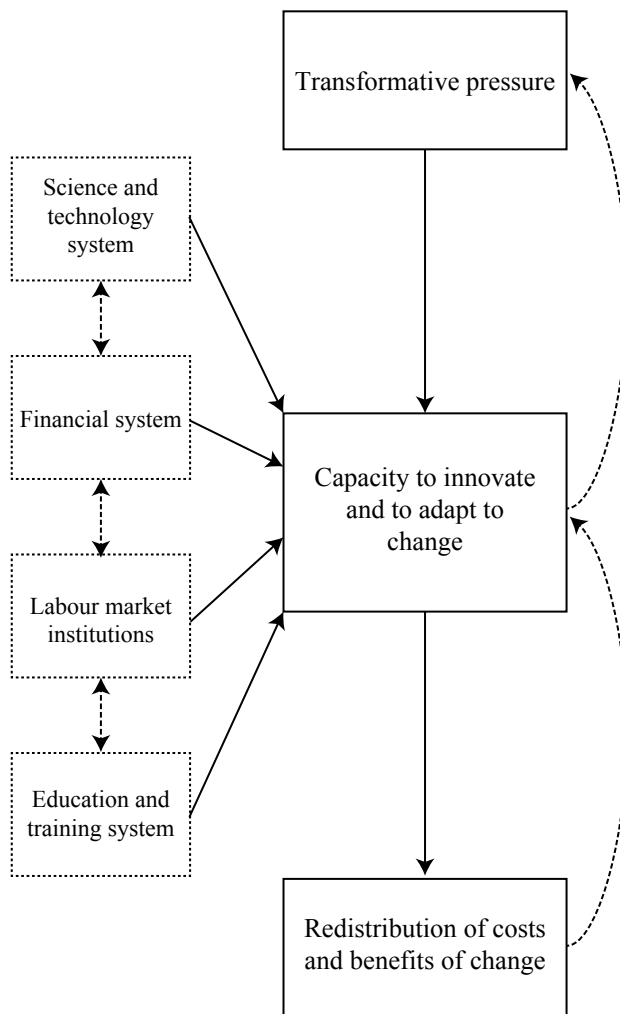 Transformative pressure
Science and
technology
system
Financial system
Capacity to innovate
and to adapt to
change
Labour market
institutions
Education and
training system
Redistribution of costs
and benefits of change